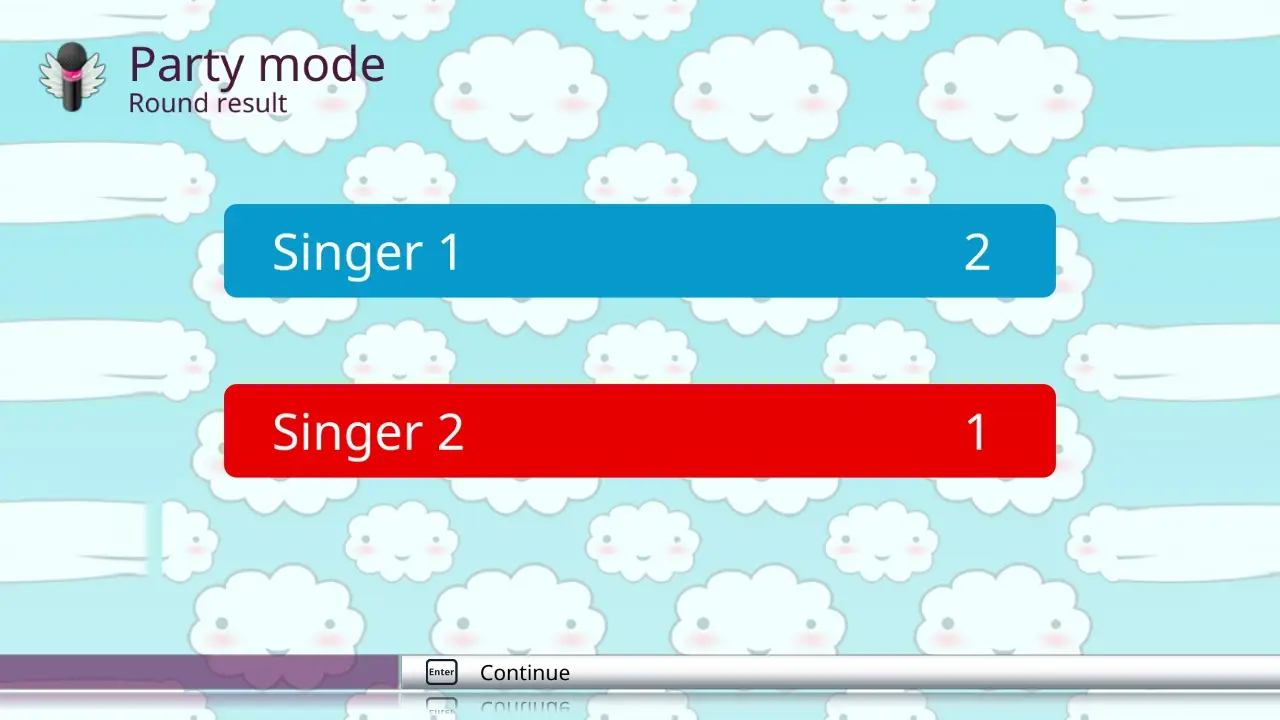 Party mode
Round result
Singer 1 2
Singer 2 1
Enter Continue